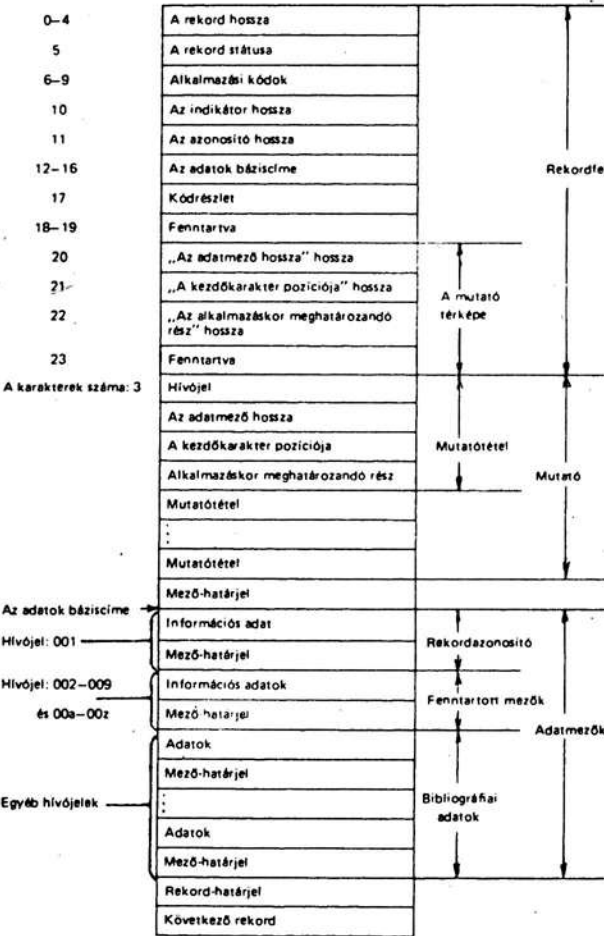 0–4 A rekord hossza
5 A rekord státusa
6–9 Alkalmazási kódok
10 Az indikátor hossza
11 Az azonosító hossza
12–16 Az adatok báziscíme
Rekordfe
17 Kódrészlet
18–19 Fenntartva
20 „Az adatmező hossza" hossza
21 „A kezdőkarakter pozíciója" hossza
A mutató
térképe
22 „Az alkalmazáskor meghatározandó
rész" hossza
23 Fenntartva
A karakterek száma: 3 Hívójel
Az adatmező hossza
A kezdőkarakter pozíciója
Mutatótétel
Alkalmazáskor meghatározandó rész
Mutató
Mutatótétel
⋮
Mutatótétel
Mező-határjel
Az adatok báziscíme
Információs adat
Hívójel: 001
Rekordazonosító
Mező-határjel
Hívójel: 002–009
és 00a–00z
Információs adatok
Fenntartott mezők
Mező határjel
Adatmezők
Adatok
Mező-határjel
Egyéb hívójelek
⋮
Bibliográfiai
adatok
Adatok
Mező-határjel
Rekord-határjel
Következő rekord